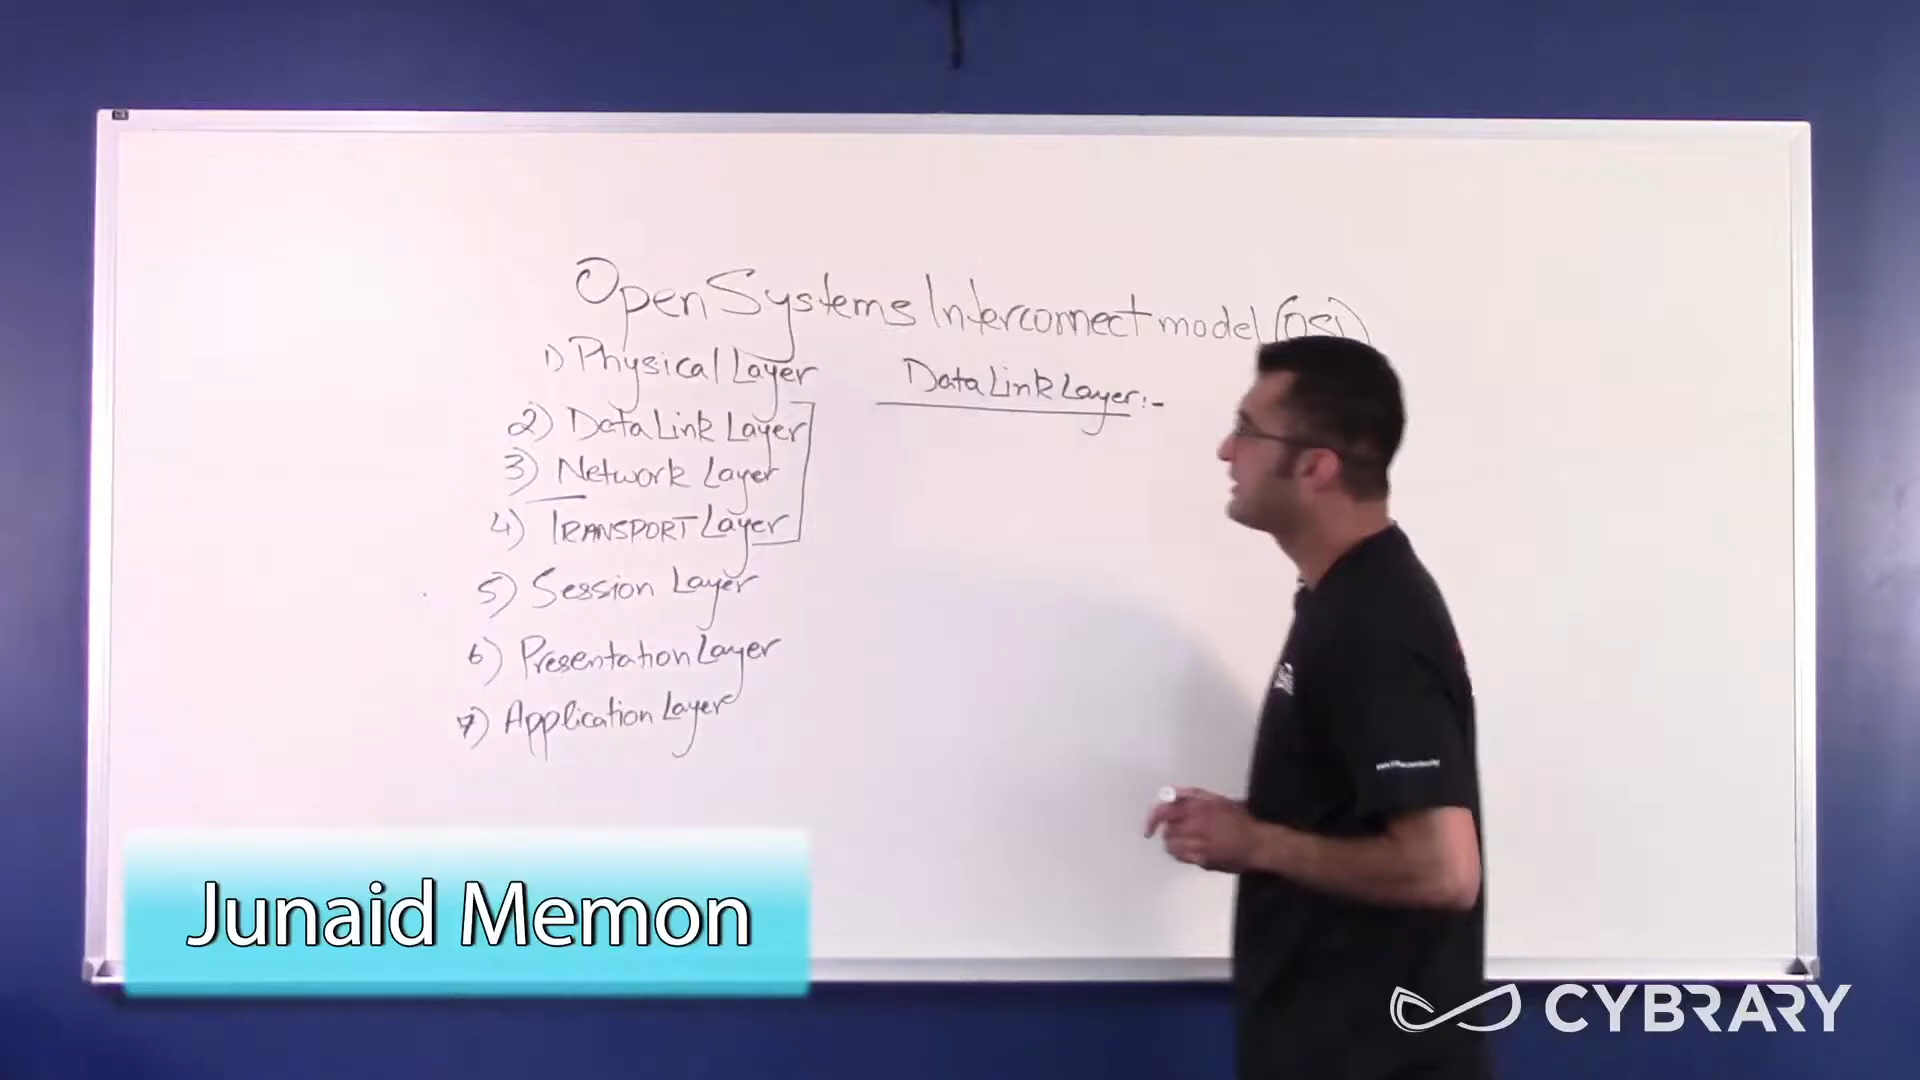 Open Systems Interconnect model (OSI)
1) Physical Layer
2) Data Link Layer
3) Network Layer
4) TRANSPORT Layer
5) Session Layer
6) Presentation Layer
7) Application Layer
Data Link Layer:-
Junaid Memon
CYBRARY